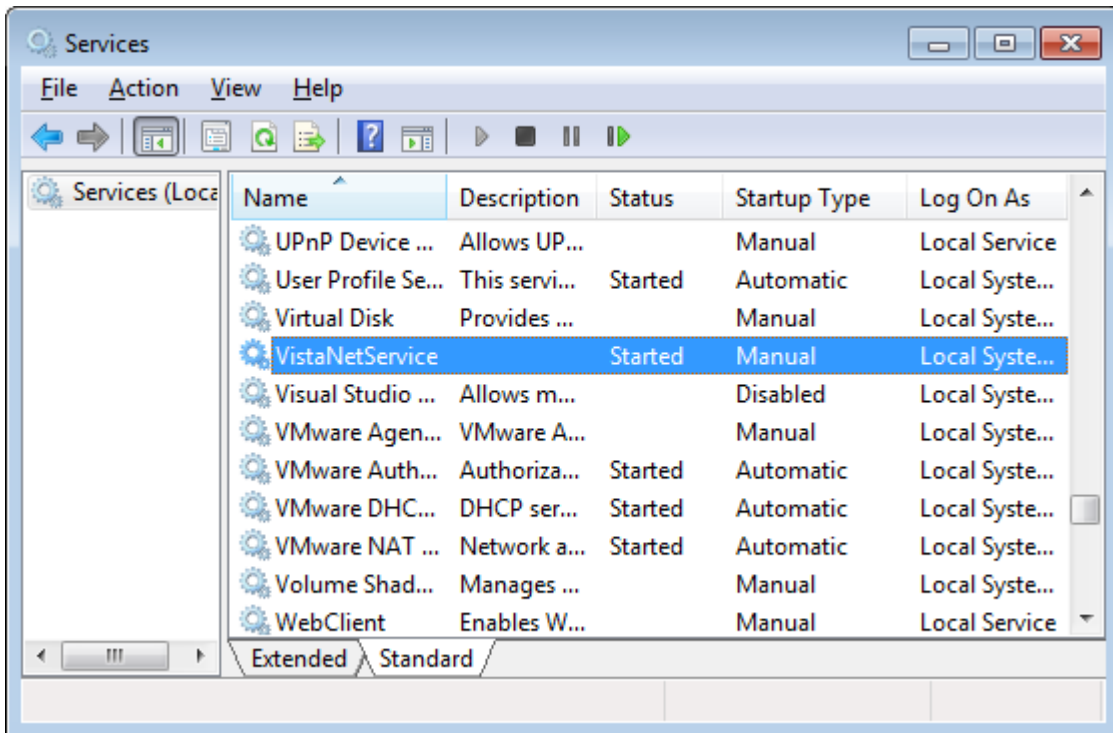 Services
File Action View Help
Services (Loca
Name Description Status Startup Type Log On As
UPnP Device ... Allows UP... Manual Local Service
User Profile Se... This servi... Started Automatic Local Syste...
Virtual Disk Provides ... Manual Local Syste...
VistaNetService Started Manual Local Syste...
Visual Studio ... Allows m... Disabled Local Syste...
VMware Agen... VMware A... Manual Local Syste...
VMware Auth... Authoriza... Started Automatic Local Syste...
VMware DHC... DHCP ser... Started Automatic Local Syste...
VMware NAT ... Network a... Started Automatic Local Syste...
Volume Shad... Manages ... Manual Local Syste...
WebClient Enables W... Manual Local Service
Extended Standard